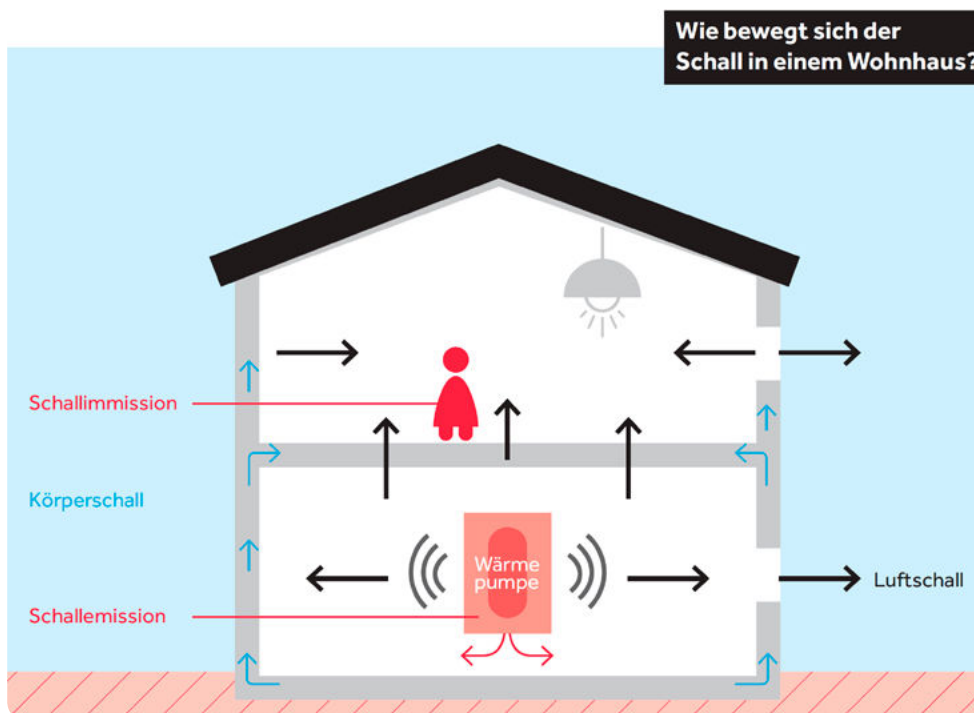 Wie bewegt sich der
Schall in einem Wohnhaus?
Schallimmission
Körperschall
Wärme
pumpe
Luftschall
Schallemission